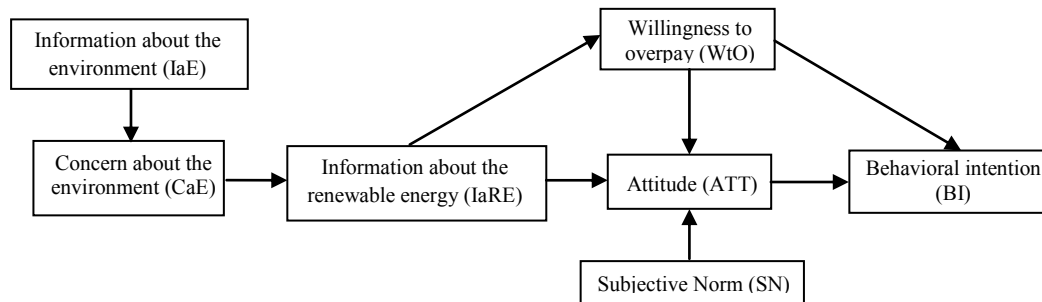 Information about the
environment (IaE)
Willingness to
overpay (WtO)
Concern about the
environment (CaE)
Information about the
renewable energy (IaRE)
Attitude (ATT)
Behavioral intention
(BI)
Subjective Norm (SN)